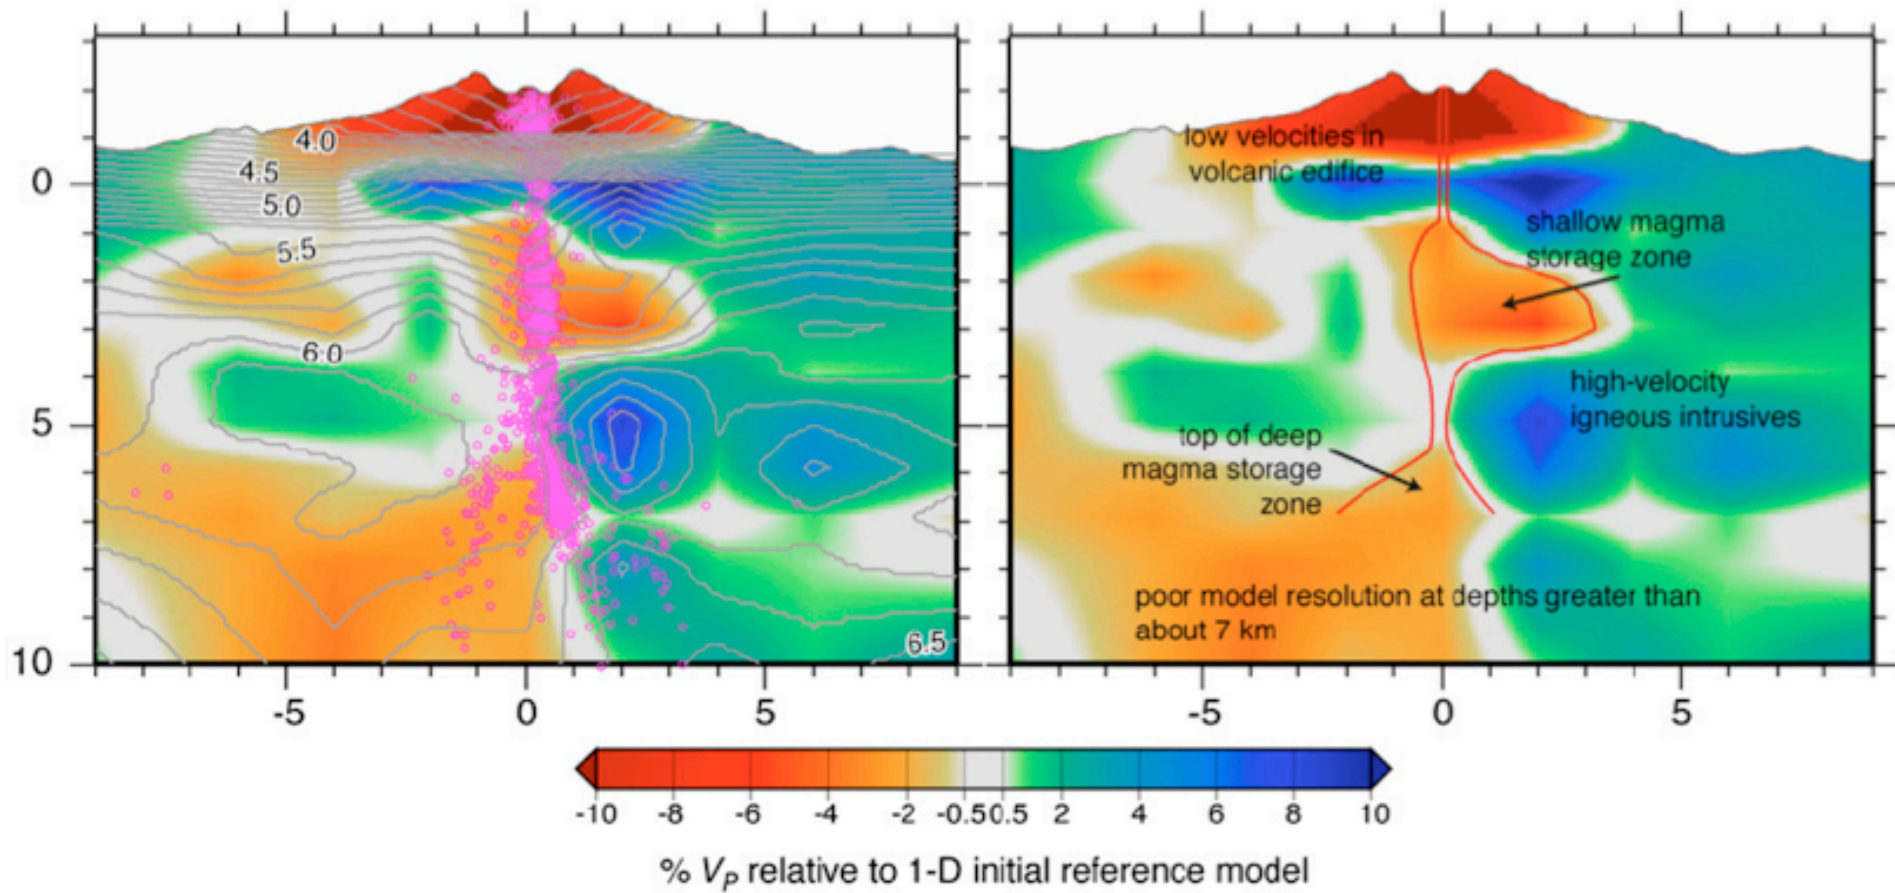 4.0
4.5
5.0
5.5
6.0
6.5
0
5
10
-5
0
5
low velocities in
volcanic edifice
shallow magma
storage zone
high-velocity
igneous intrusives
top of deep
magma storage
zone
poor model resolution at depths greater than
about 7 km
-5
0
5
-10 -8 -6 -4 -2 -0.5 0.5 2 4 6 8 10
% VP relative to 1-D initial reference model